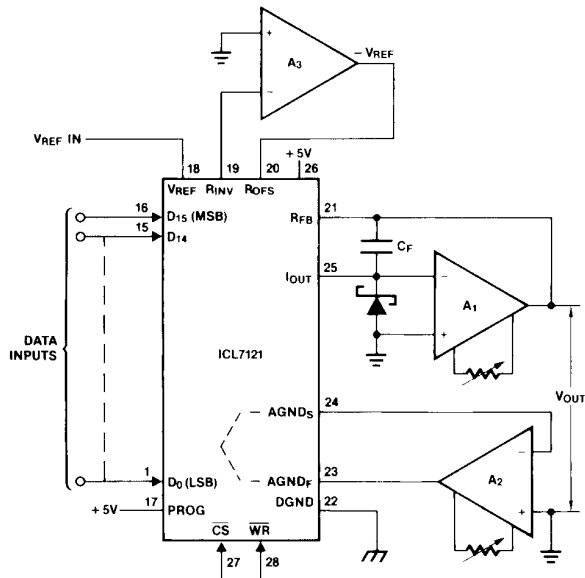 +
A3
− VREF
−
VREF IN
18
19
20
+ 5V
26
VREF
RINV
ROFS
16
D15 (MSB)
15
D14
RFB
21
CF
IOUT
25
−
A1
+
DATA
INPUTS
ICL7121
VOUT
AGNDS
24
−
1
D0 (LSB)
AGNDF
23
A2
+ 5V
17
PROG
DGND
22
+
CS
WR
27
28